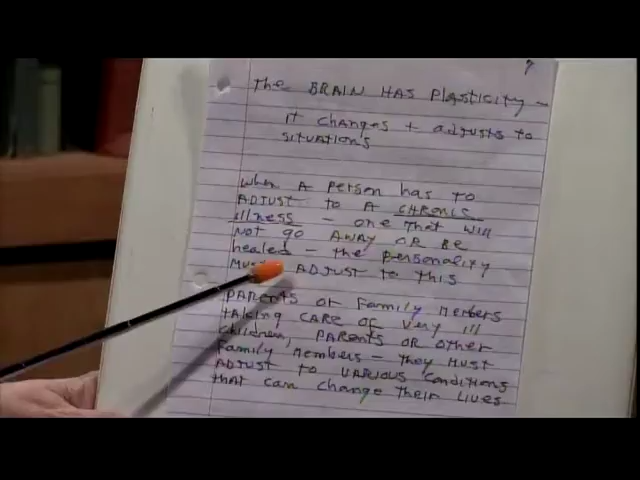 The BRAIN HAS Plasticity -
it changes + adjusts to
situations
When A person has to
ADJUST to A CHRONIC
illness - one that will
NOT go AWAY OR BE
healed - the personality
Must ADJUST to this
PARENTS or Family Members
taking CARE OF Very ill
children, PARENTS OR other
Family Members - they MUST
ADJUST to VARIOUS conditions
that can change their LIVES